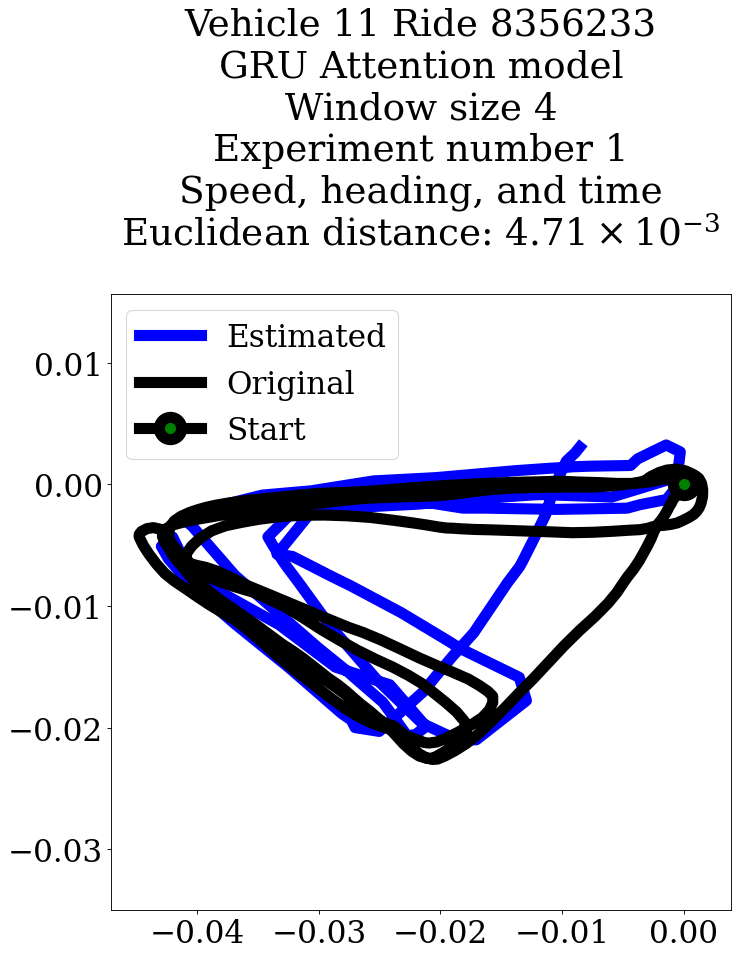 Vehicle 11 Ride 8356233
GRU Attention model
Window size 4
Experiment number 1
Speed, heading, and time
Euclidean distance: 4.71 × 10⁻³
Estimated
Original
Start
0.01
0.00
−0.01
−0.02
−0.03
−0.04 −0.03 −0.02 −0.01 0.00